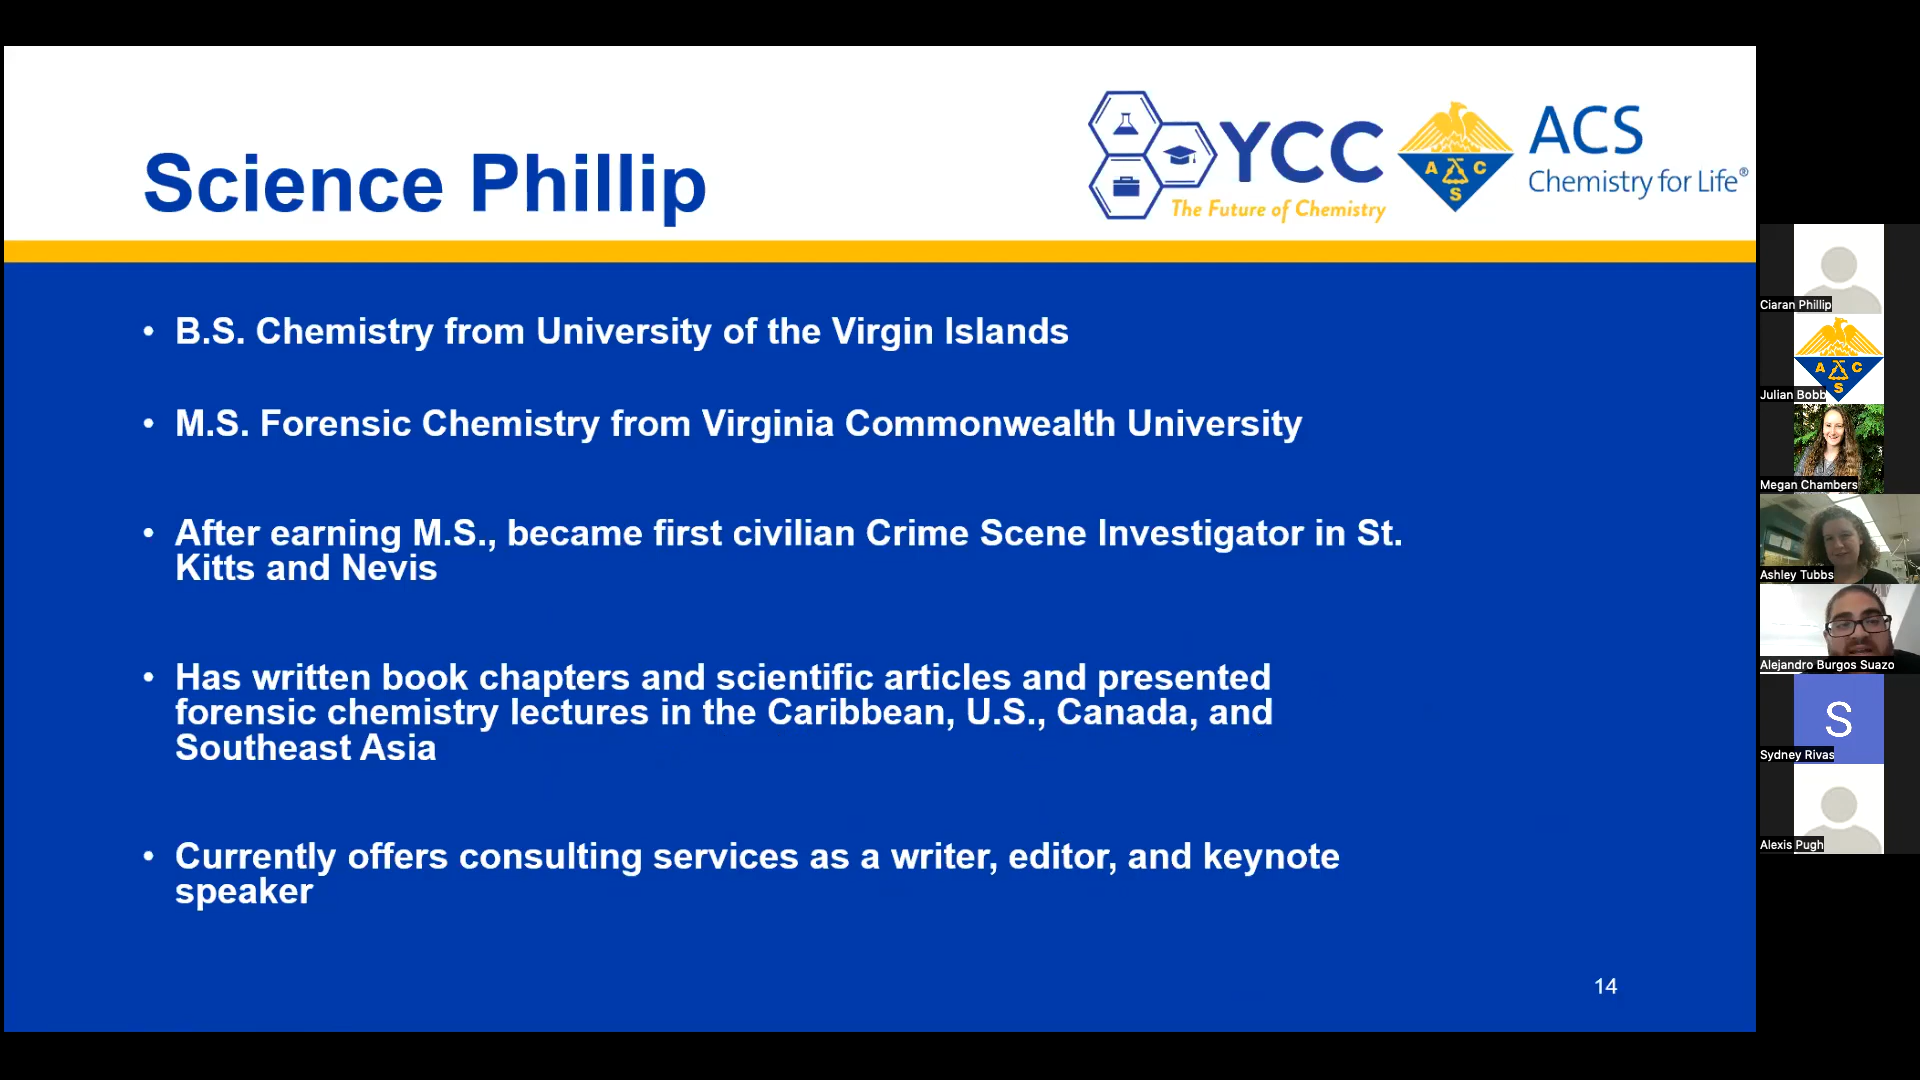 Science Phillip
YCC
The Future of Chemistry
A C S
ACS
Chemistry for Life®
• B.S. Chemistry from University of the Virgin Islands
• M.S. Forensic Chemistry from Virginia Commonwealth University
• After earning M.S., became first civilian Crime Scene Investigator in St.
Kitts and Nevis
• Has written book chapters and scientific articles and presented
forensic chemistry lectures in the Caribbean, U.S., Canada, and
Southeast Asia
• Currently offers consulting services as a writer, editor, and keynote
speaker
14
Ciaran Phillip
A C S
Julian Bobb
Megan Chambers
Ashley Tubbs
Alejandro Burgos Suazo
S
Sydney Rivas
Alexis Pugh